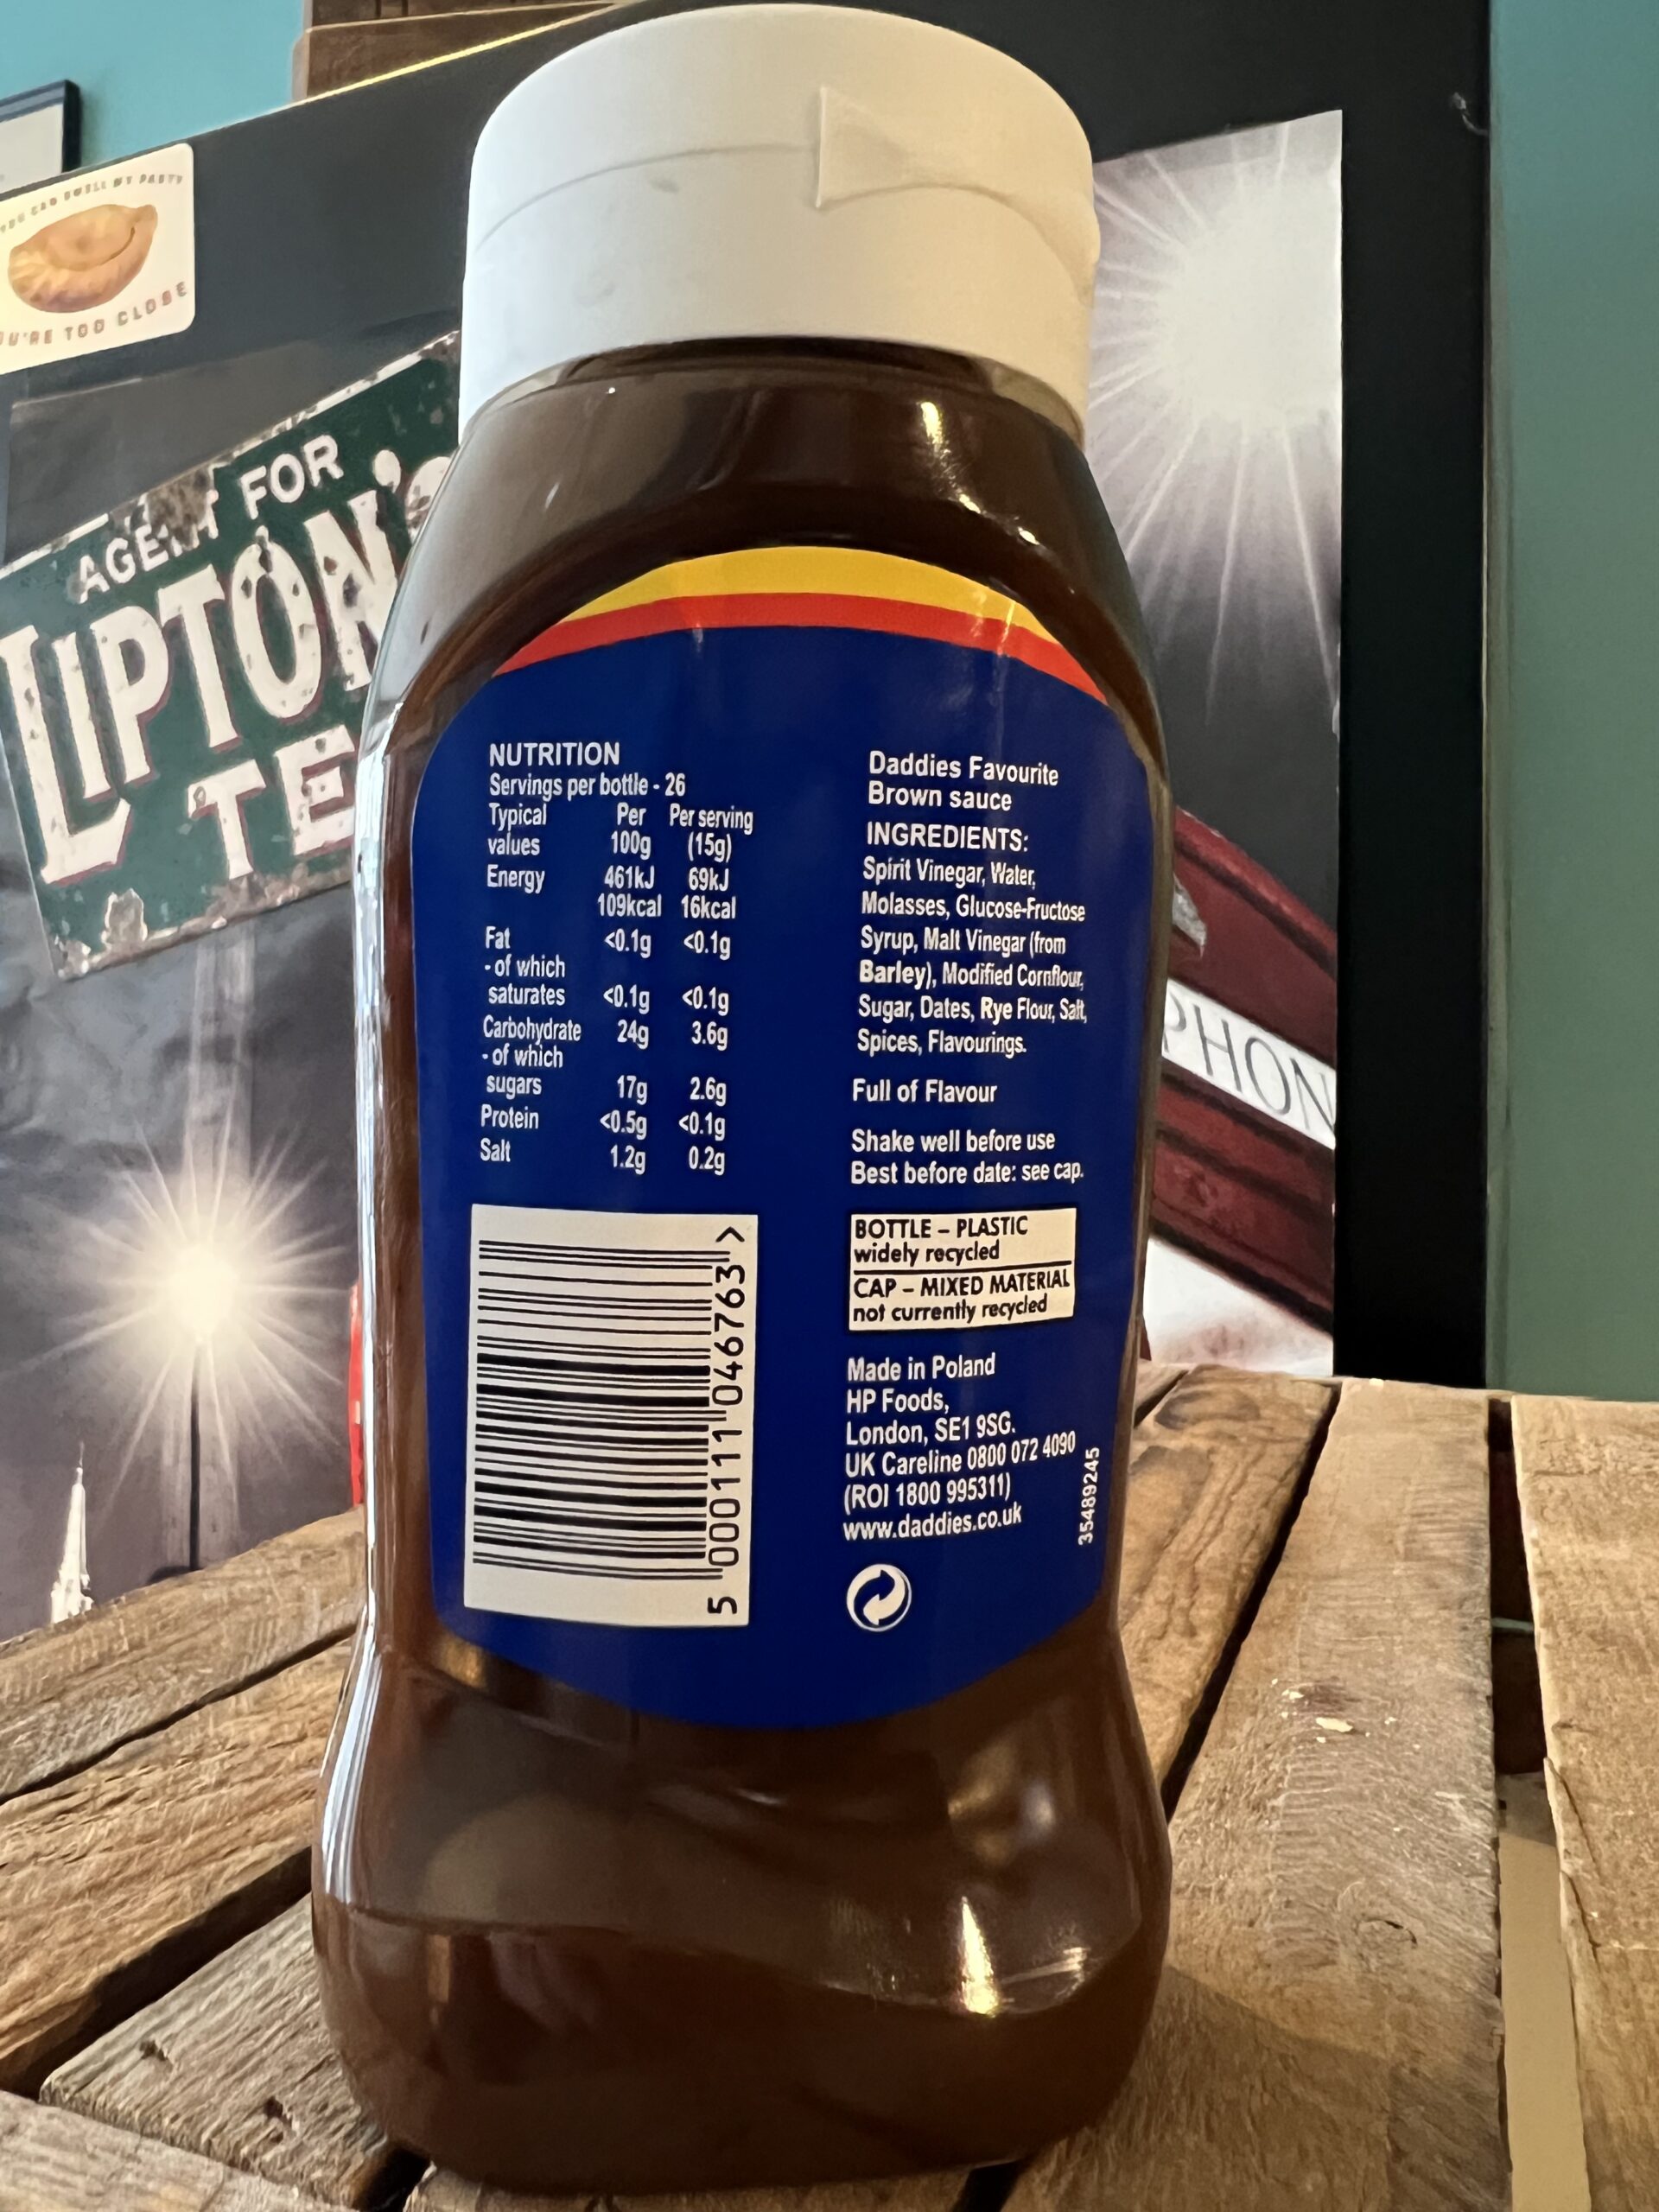 YOU CAN SMELL MY PASTY
U'RE TOO CLOSE
AGENT FOR
LIPTON'S
TE
PHON
NUTRITION
Servings per bottle - 26
Typical values Per 100g Per serving (15g)
Energy 461kJ 69kJ
109kcal 16kcal
Fat <0.1g <0.1g
- of which
saturates <0.1g <0.1g
Carbohydrate 24g 3.6g
- of which
sugars 17g 2.6g
Protein <0.5g <0.1g
Salt 1.2g 0.2g
5 000111 046763 >
Daddies Favourite
Brown sauce
INGREDIENTS:
Spirit Vinegar, Water,
Molasses, Glucose-Fructose
Syrup, Malt Vinegar (from
Barley), Modified Cornflour,
Sugar, Dates, Rye Flour, Salt,
Spices, Flavourings.
Full of Flavour
Shake well before use
Best before date: see cap.
BOTTLE – PLASTIC
widely recycled
CAP – MIXED MATERIAL
not currently recycled
Made in Poland
HP Foods,
London, SE1 9SG.
UK Careline 0800 072 4090
(ROI 1800 995311)
www.daddies.co.uk
35489245